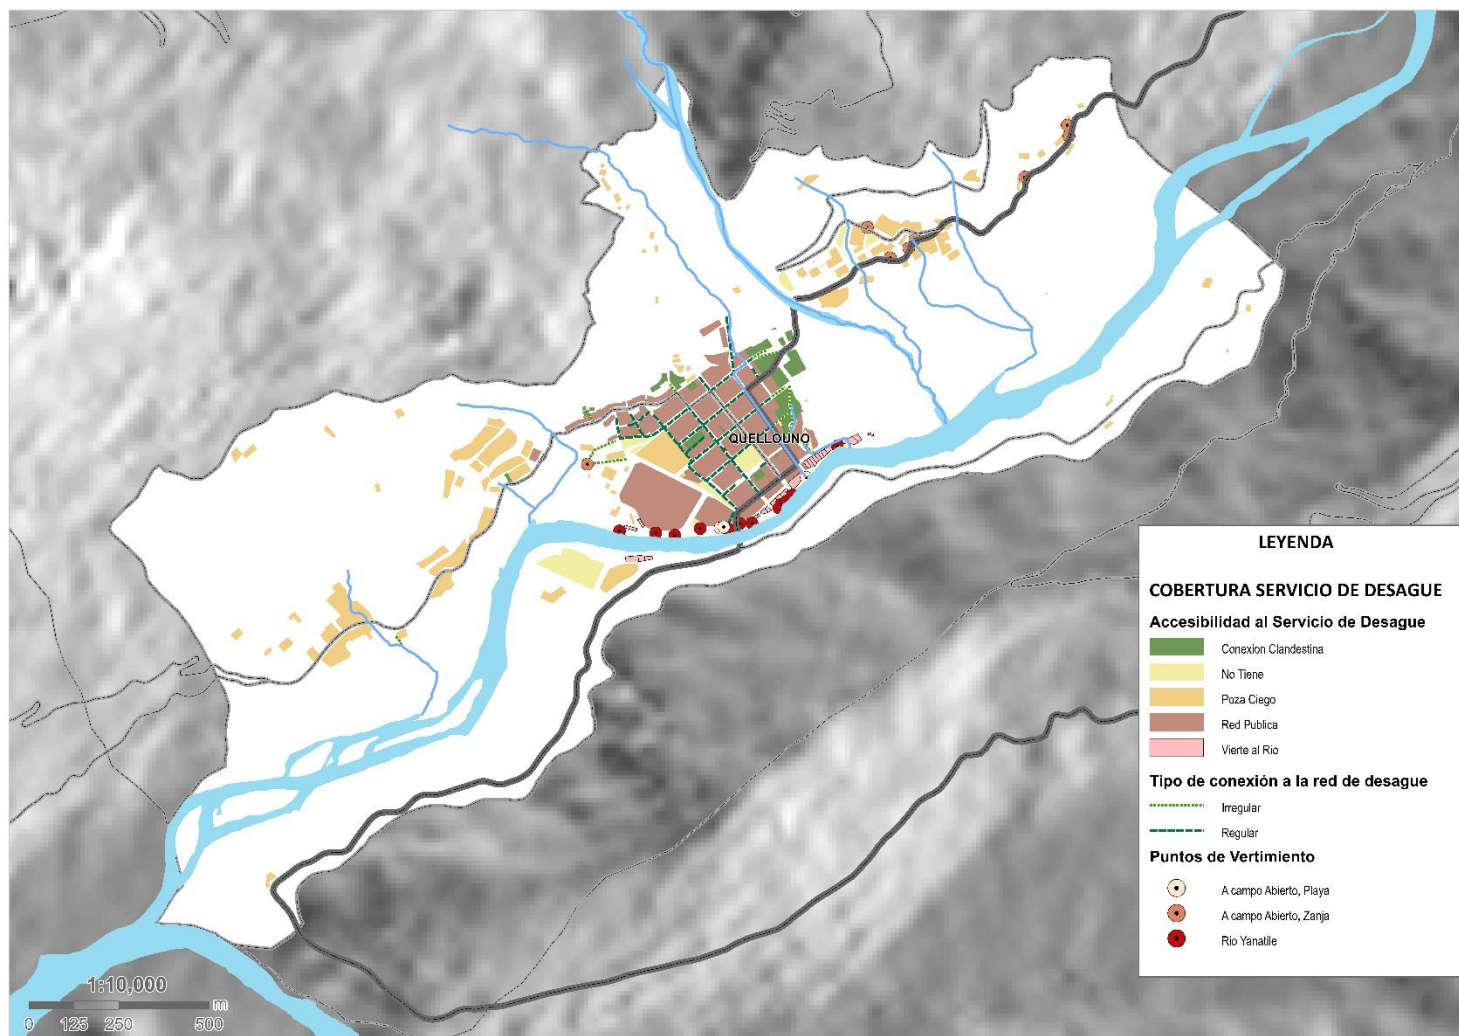 QUELLOUNO
LEYENDA
COBERTURA SERVICIO DE DESAGUE
Accesibilidad al Servicio de Desague
Conexion Clandestina
No Tiene
Poza Ciego
Red Publica
Vierte al Rio
Tipo de conexión a la red de desague
Irregular
Regular
Puntos de Vertimiento
A campo Abierto, Playa
A campo Abierto, Zanja
Rio Yanatile
1:10,000
m
0 125 250 500